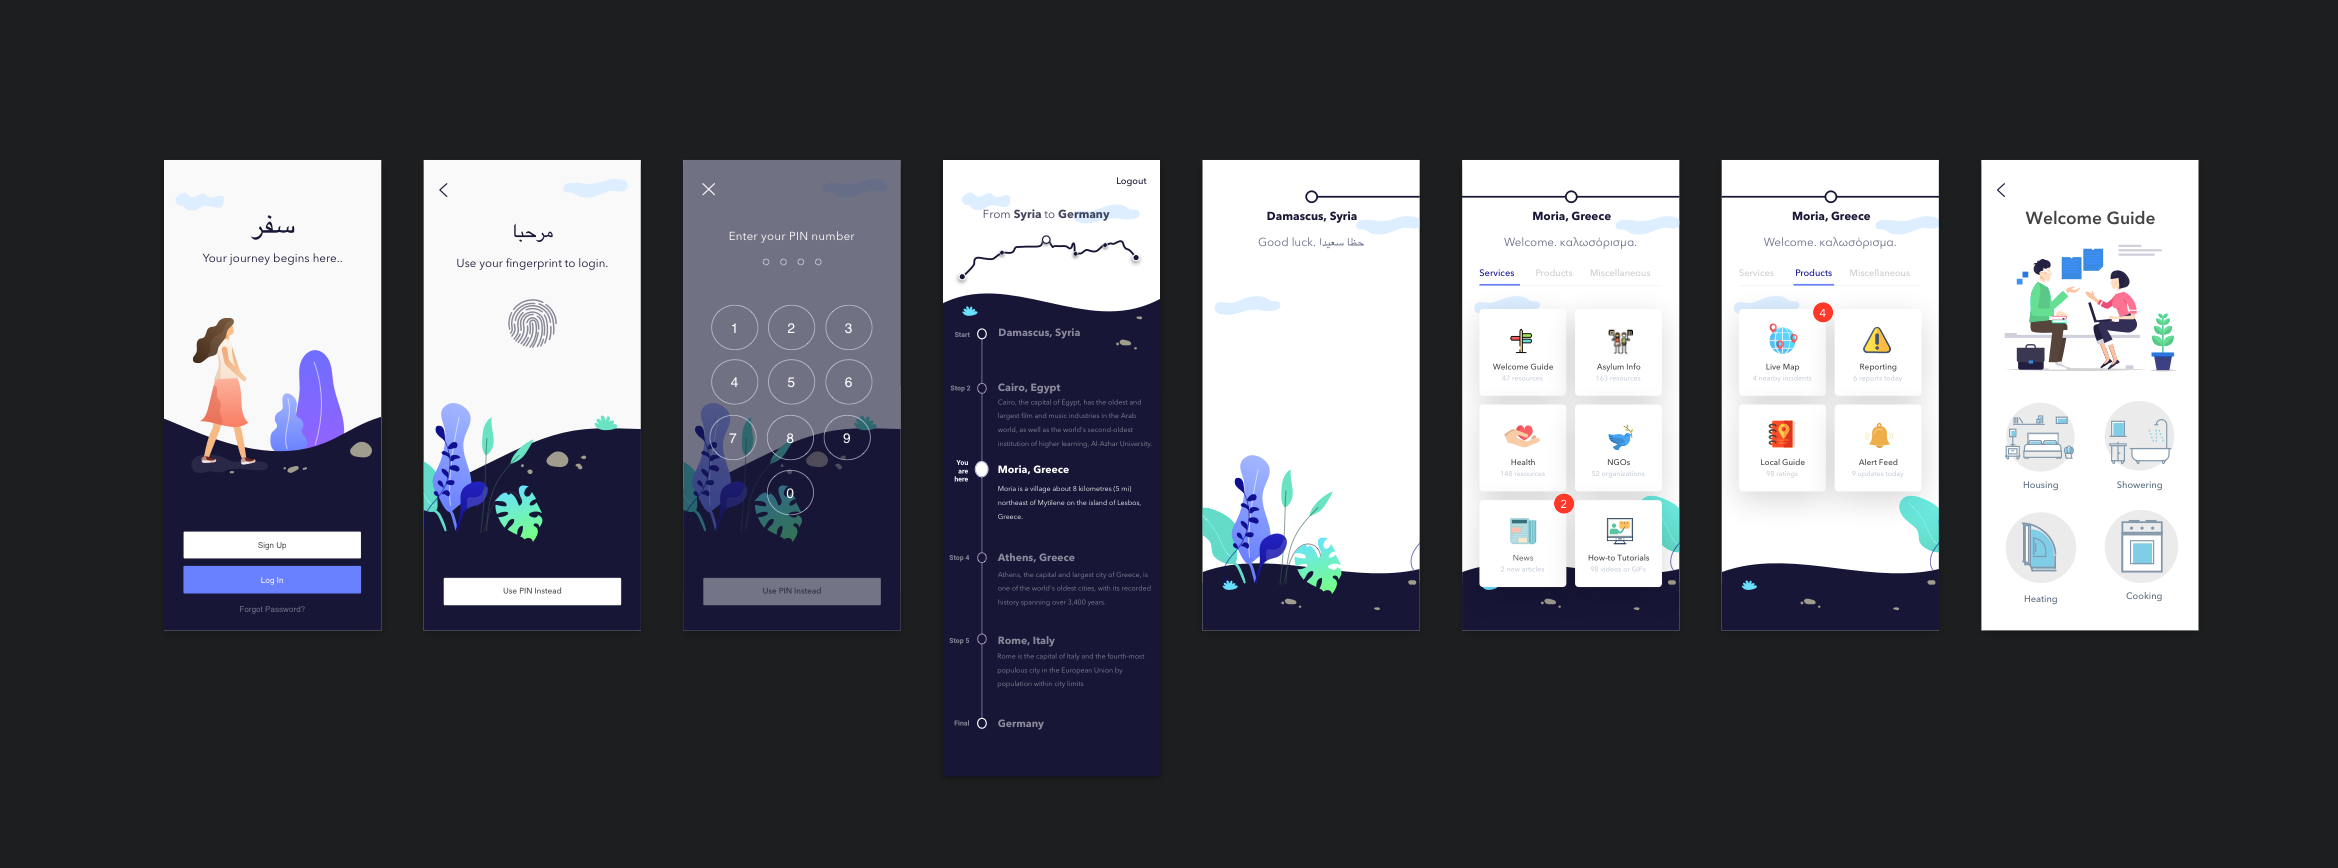 سفر
Your journey begins here..
Sign Up
Log In
Forgot Password?
مرحبا
Use your fingerprint to login.
Use PIN Instead
Enter your PIN number
1 2 3
4 5 6
7 8 9
0
Use PIN Instead
Logout
From Syria to Germany
Start
Damascus, Syria
Stop 2
Cairo, Egypt
Cairo, the capital of Egypt, has the oldest and
largest film and music industries in the Arab
world, as well as the world's second-oldest
institution of higher learning, Al-Azhar University.
You
are
here
Moria, Greece
Moria is a village about 8 kilometres (5 mi)
northeast of Mytilene on the island of Lesbos,
Greece.
Stop 4
Athens, Greece
Athens, the capital and largest city of Greece, is
one of the world's oldest cities, with its recorded
history spanning over 3,400 years.
Stop 5
Rome, Italy
Rome is the capital of Italy and the fourth-most
populous city in the European Union by
population within city limits
Final
Germany
Damascus, Syria
Good luck. حظا سعيدا
Moria, Greece
Welcome. καλωσόρισμα.
Services Products Miscellaneous
Welcome Guide
47 resources
Asylum Info
163 resources
Health
148 resources
NGOs
52 organizations
2
News
2 new articles
How-to Tutorials
98 videos or GIFs
Moria, Greece
Welcome. καλωσόρισμα.
Services Products Miscellaneous
4
Live Map
4 nearby incidents
Reporting
6 reports today
Local Guide
98 ratings
Alert Feed
9 updates today
Welcome Guide
Housing
Showering
Heating
Cooking